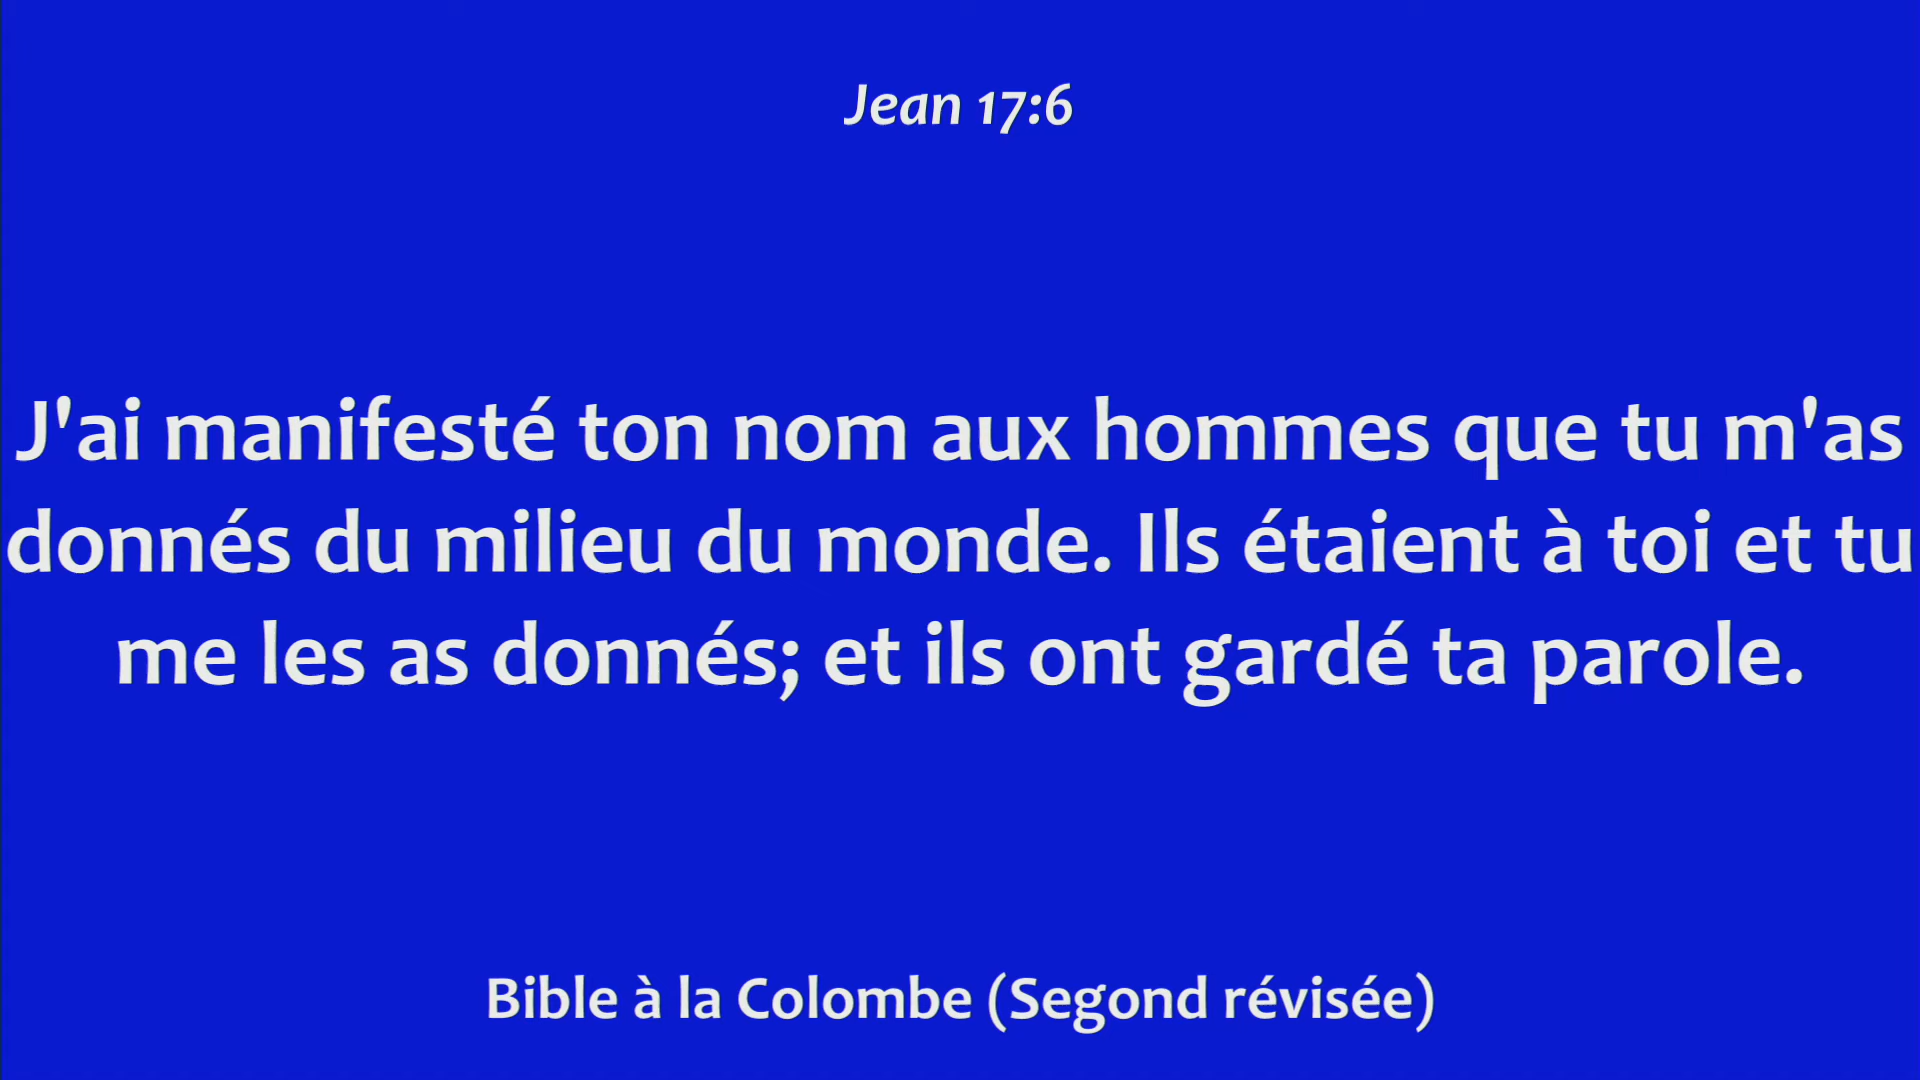 Jean 17:6
J'ai manifesté ton nom aux hommes que tu m'as
donnés du milieu du monde. Ils étaient à toi et tu
me les as donnés; et ils ont gardé ta parole.
Bible à la Colombe (Segond révisée)